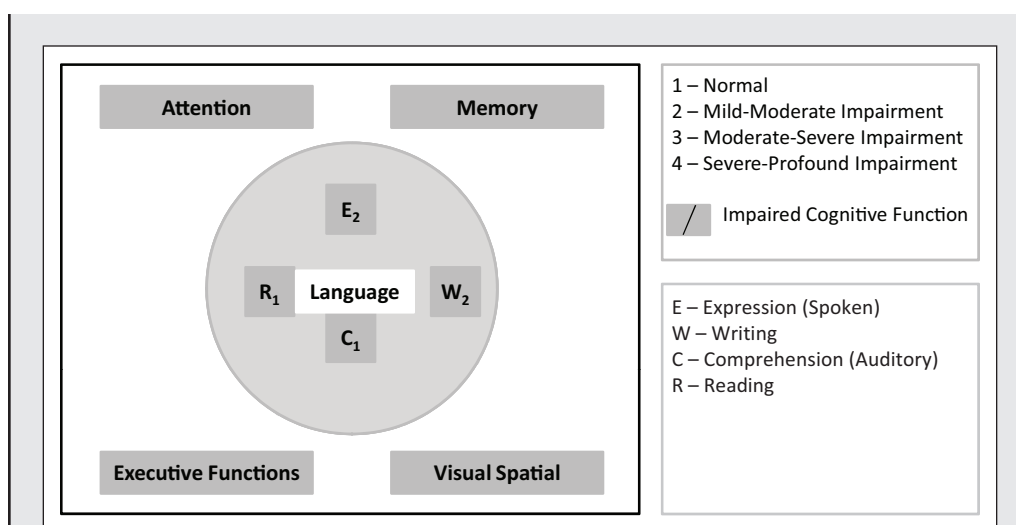 Attention
Memory
E2
R1
Language
W2
C1
Executive Functions
Visual Spatial
1 – Normal
2 – Mild-Moderate Impairment
3 – Moderate-Severe Impairment
4 – Severe-Profound Impairment
/ Impaired Cognitive Function
E – Expression (Spoken)
W – Writing
C – Comprehension (Auditory)
R – Reading